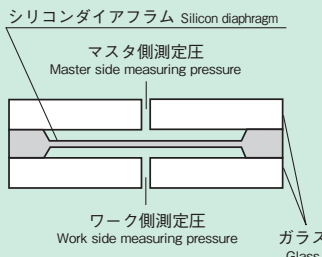 シリコンダイアフラム Silicon diaphragm
マスタ側測定圧
Master side measuring pressure
ワーク側測定圧
Work side measuring pressure
ガラス
Glass